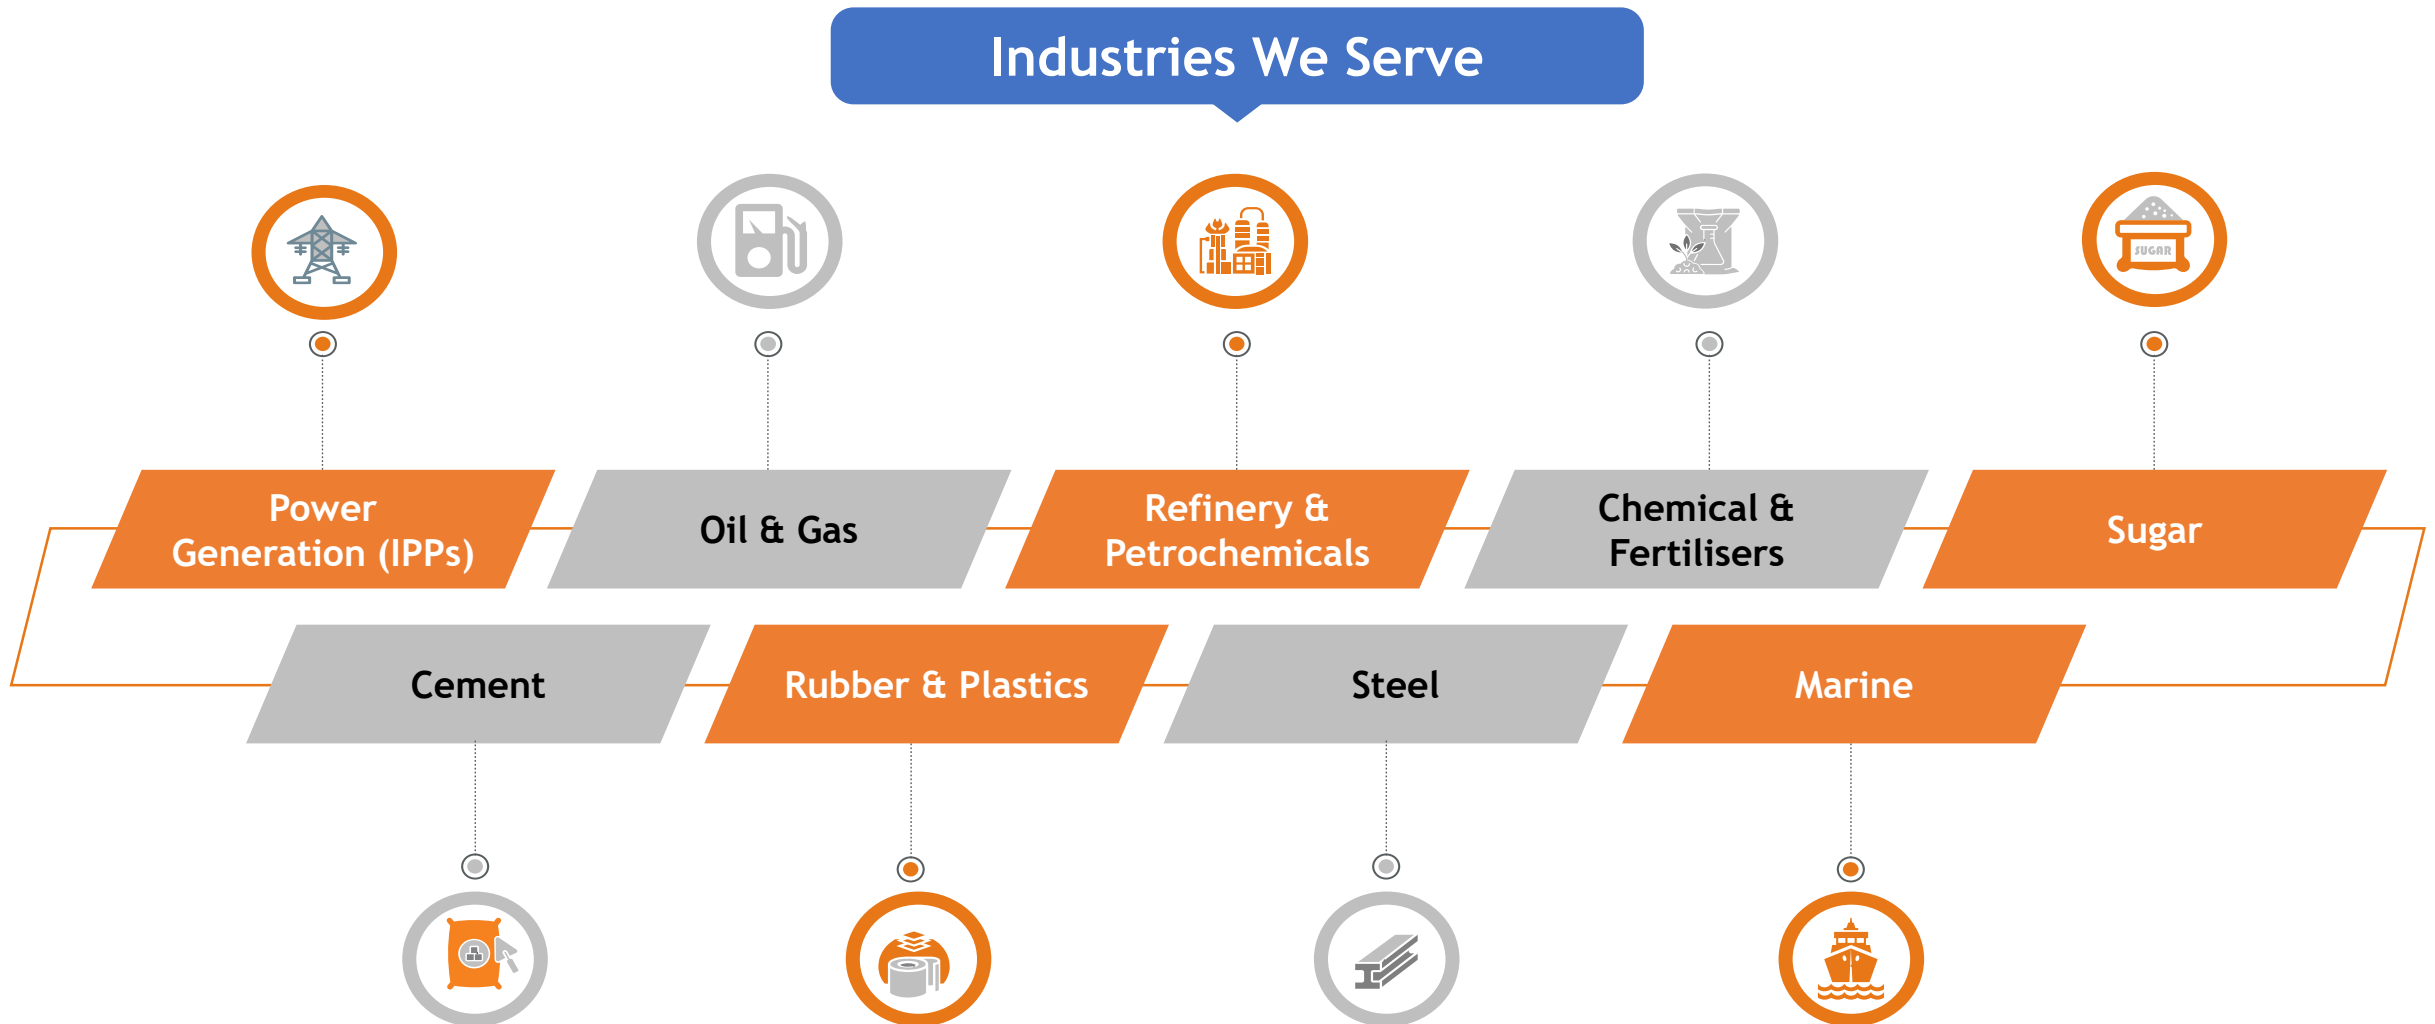 Industries We Serve
SUGAR
Power
Generation (IPPs)
Oil & Gas
Refinery &
Petrochemicals
Chemical &
Fertilisers
Sugar
Cement
Rubber & Plastics
Steel
Marine